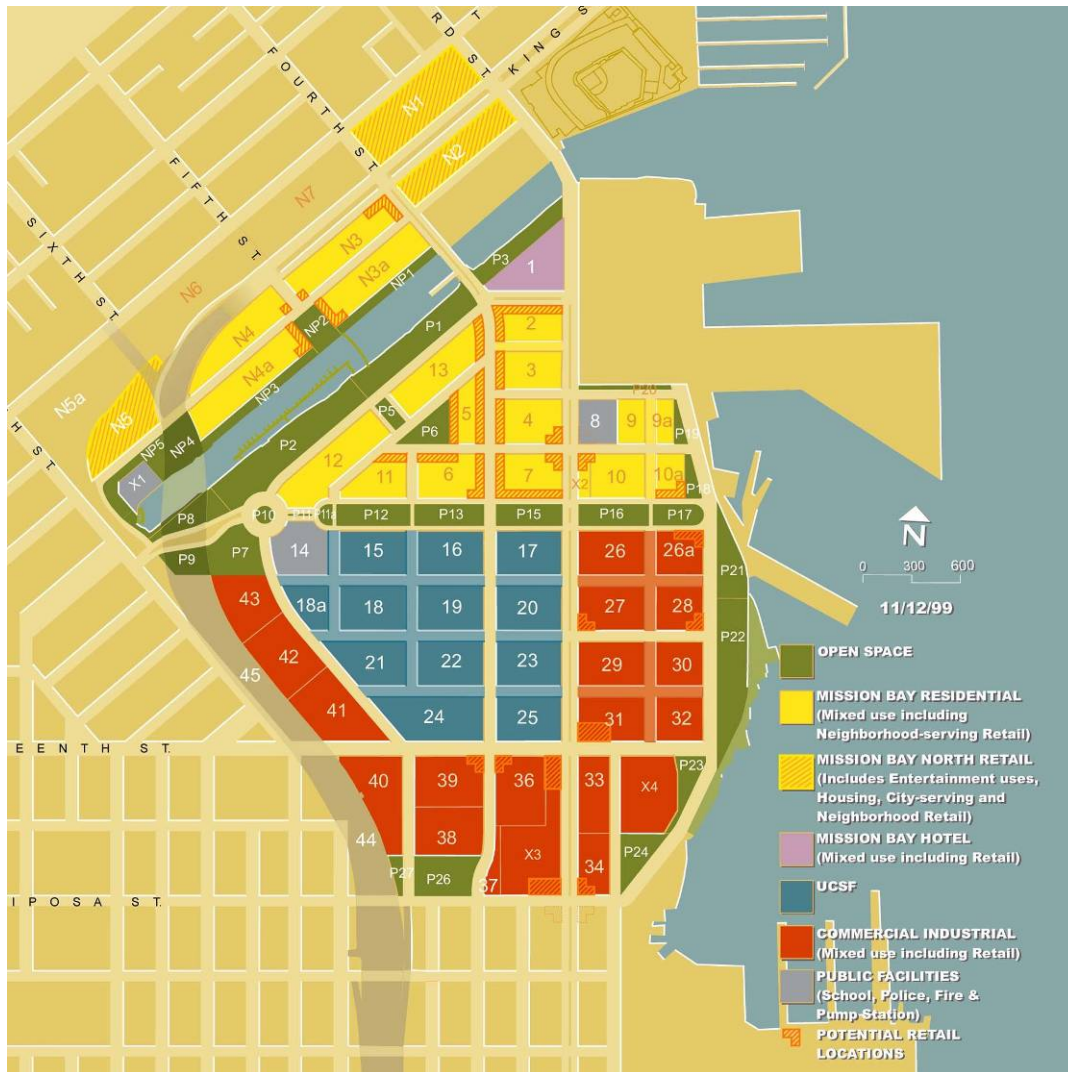 RD ST.
T
KING S
FOURTH ST.
N1
N2
FIFTH ST.
N7
SIXTH ST.
N3
P3
1
N6
N3a
NP1
NP2
P1
2
N4
13
3
N4a
NP3
P20
N5a
P5
5
4
8
9
9a
N5
P2
P6
P19
NP5
NP4
12
H ST.
X1
11
6
7
X2
10
10a
P18
P8
P10
P11
P11a
P12
P13
P15
P16
P17
N
P9
P7
14
15
16
17
26
26a
P21
0 300 600
43
18a
18
19
20
27
28
11/12/99
P22
42
45
21
22
23
29
30
OPEN SPACE
41
24
25
31
32
MISSION BAY RESIDENTIAL
(Mixed use including
Neighborhood-serving Retail)
EENTH ST.
MISSION BAY NORTH RETAIL
(Includes Entertainment uses,
Housing, City-serving and
Neighborhood Retail)
P23
40
39
36
33
X4
44
38
X3
34
P24
MISSION BAY HOTEL
(Mixed use including Retail)
P27
P26
37
UCSF
IPOSA ST.
COMMERCIAL INDUSTRIAL
(Mixed use including Retail)
PUBLIC FACILITIES
(School, Police, Fire &
Pump Station)
POTENTIAL RETAIL
LOCATIONS